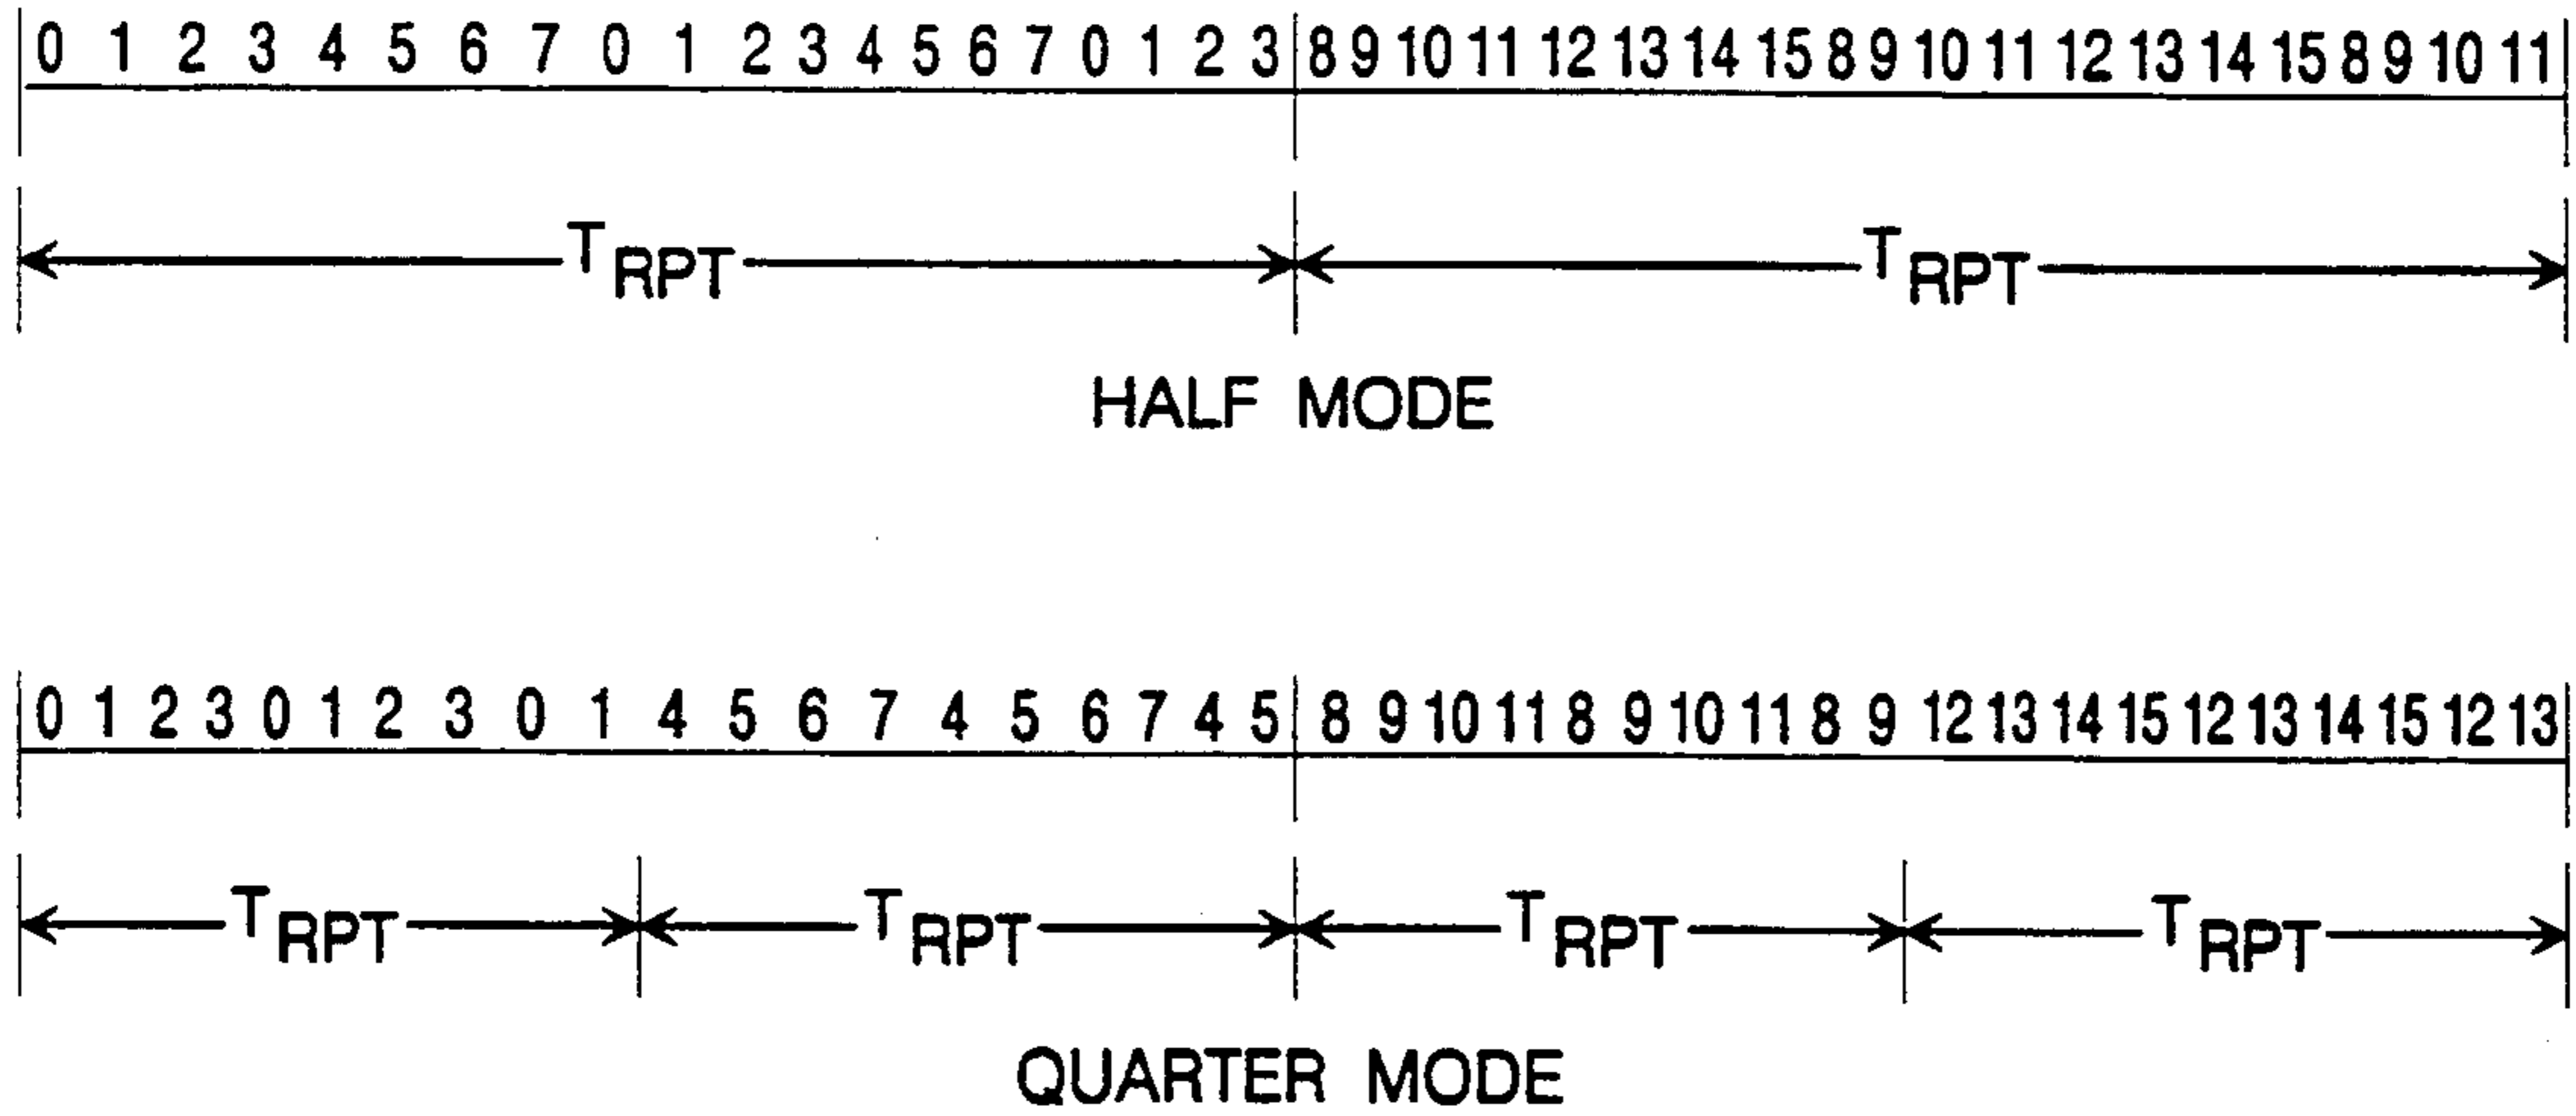 0 1 2 3 4 5 6 7 0 1 2 3 4 5 6 7 0 1 2 3 8 9 10 11 12 13 14 15 8 9 10 11 12 13 14 15 8 9 10 11
TRPT TRPT
HALF MODE
0 1 2 3 0 1 2 3 0 1 4 5 6 7 4 5 6 7 4 5 8 9 10 11 8 9 10 11 8 9 12 13 14 15 12 13 14 15 12 13
TRPT TRPT TRPT TRPT
QUARTER MODE